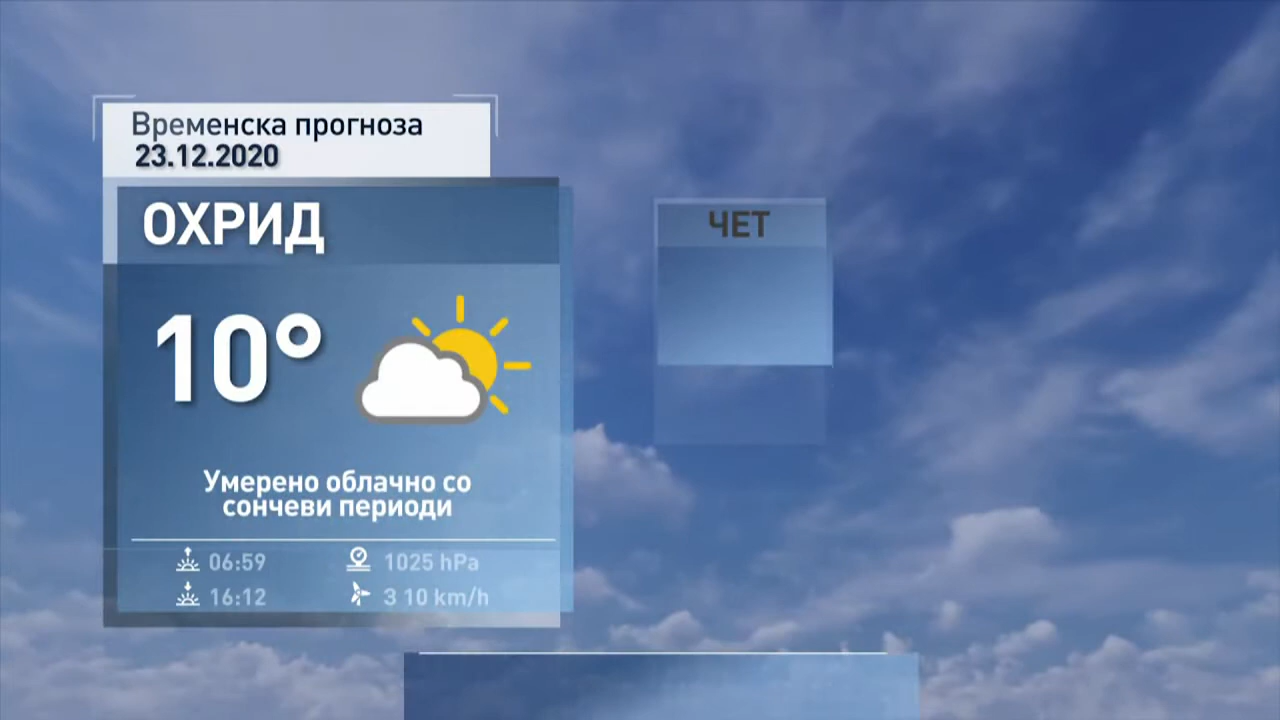 Временска прогноза
23.12.2020
ОХРИД
10°
Умерено облачно со
сончеви периоди
06:59
1025 hPa
16:12
З 10 km/h
ЧЕТ